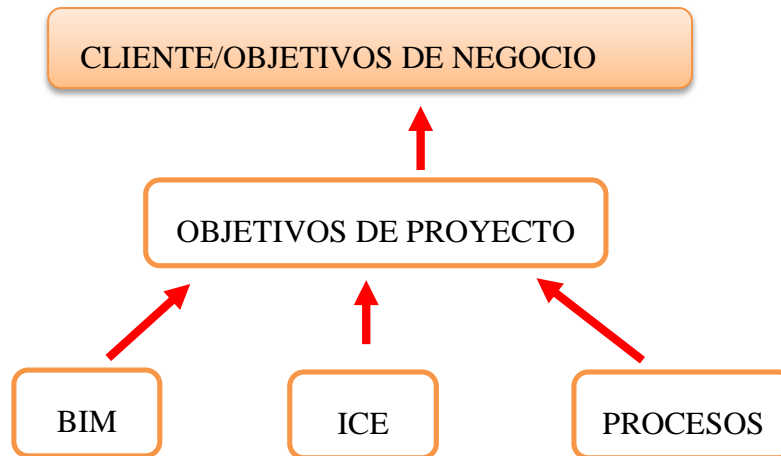 CLIENTE/OBJETIVOS DE NEGOCIO
OBJETIVOS DE PROYECTO
BIM
ICE
PROCESOS